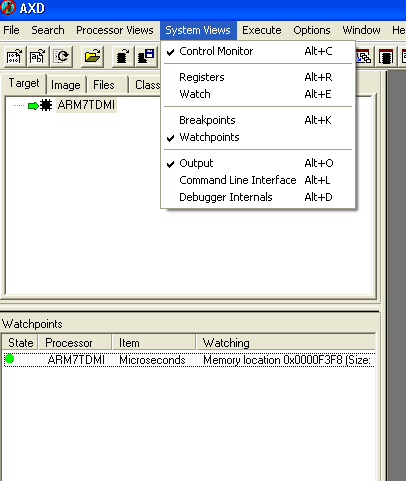 AXD
File Search Processor Views System Views Execute Options Window He
Control Monitor Alt+C
Registers Alt+R
Watch Alt+E
Breakpoints Alt+K
Watchpoints
Output Alt+O
Command Line Interface Alt+L
Debugger Internals Alt+D
Target Image Files Class
ARM7TDMI
Watchpoints
State Processor Item Watching
ARM7TDMI Microseconds Memory location 0x0000F3F8 (Size: